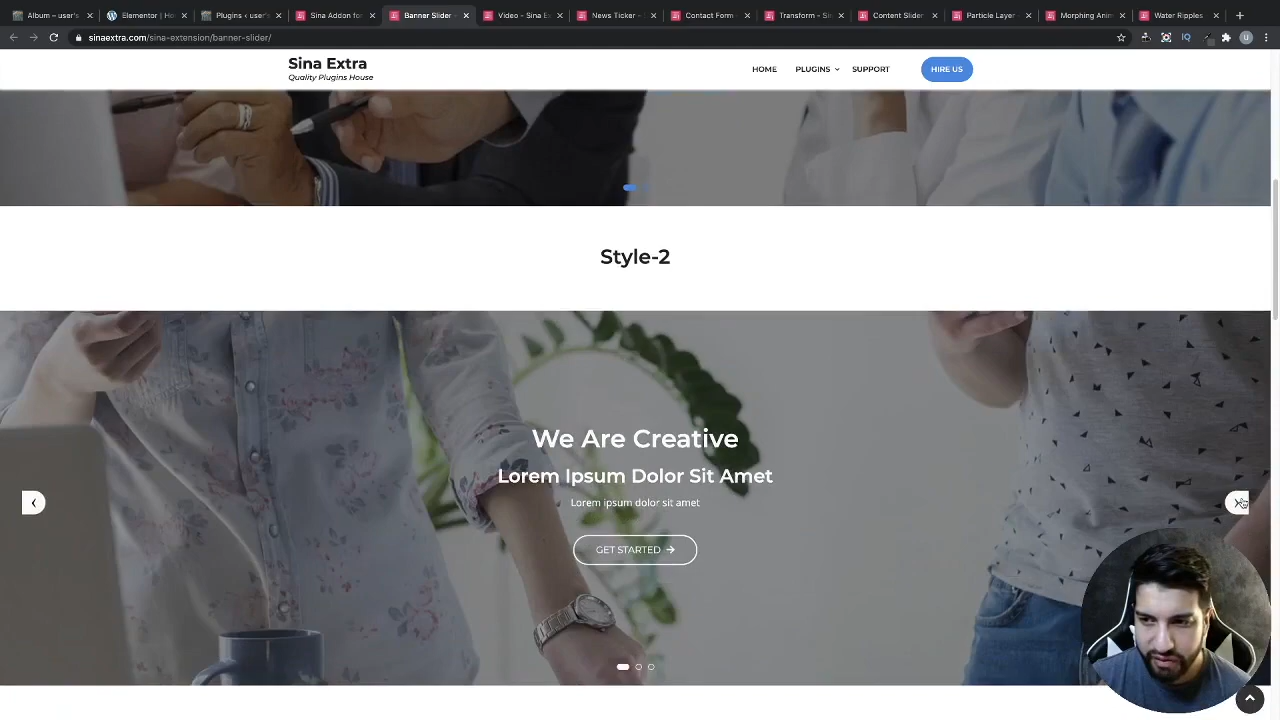 Album – user's
Elementor | He
Plugins ‹ user's
Sina Addon for
Banner Slider –
Video – Sina Ex
News Ticker –
Contact Form –
Transform – Sin
Content Slider
Particle Layer –
Morphing Anim
Water Ripples
sinaextra.com/sina-extension/banner-slider/
Sina Extra
Quality Plugins House
HOME
PLUGINS
SUPPORT
HIRE US
Style-2
We Are Creative
Lorem Ipsum Dolor Sit Amet
Lorem ipsum dolor sit amet
GET STARTED